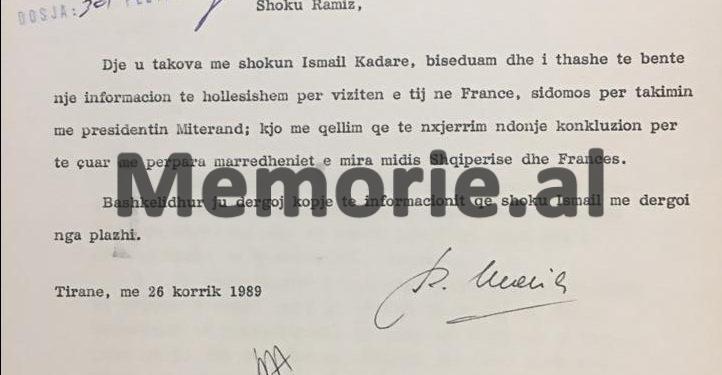 DOSJA:
Shoku Ramiz,
Dje u takova me shokun Ismail Kadare, biseduam dhe i thashe te bente
nje informacion te hollesishem per viziten e tij ne France, sidomos per takimin
me presidentin Miterand; kjo me qellim qe te nxjerrim ndonje konkluzion per
te çuar me perpara marredheniet e mira midis Shqiperise dhe Frances.
Memorie.al
Bashkelidhur ju dergoj kopje te informacionit qe shoku Ismail me dergoi
nga plazhi.
Tirane, me 26 korrik 1989